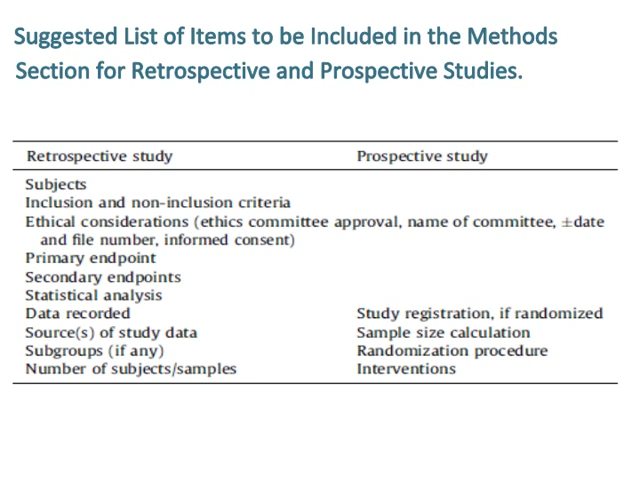 Suggested List of Items to be Included in the Methods
Section for Retrospective and Prospective Studies.
Retrospective study Prospective study
Subjects
Inclusion and non-inclusion criteria
Ethical considerations (ethics committee approval, name of committee, ±date
and file number, informed consent)
Primary endpoint
Secondary endpoints
Statistical analysis
Data recorded Study registration, if randomized
Source(s) of study data Sample size calculation
Subgroups (if any) Randomization procedure
Number of subjects/samples Interventions